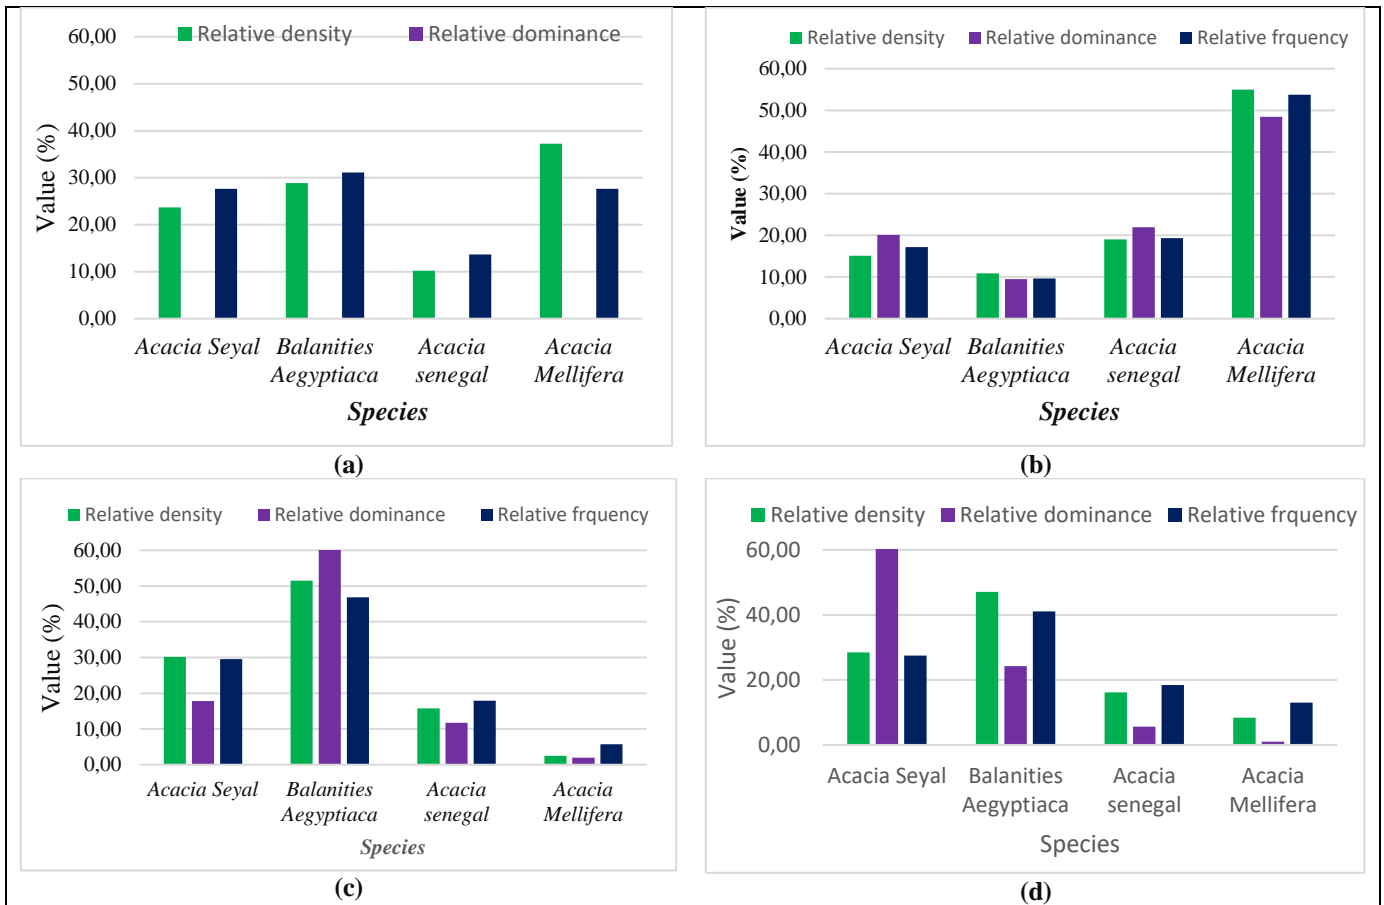 Relative density Relative dominance
60,00
50,00
40,00
30,00
20,00
10,00
0,00
Value (%)
Acacia Seyal Balanities Aegyptiaca Acacia senegal Acacia Mellifera
Species
(a)
Relative density Relative dominance Relative frquency
60,00
50,00
40,00
30,00
20,00
10,00
0,00
Value (%)
Acacia Seyal Balanities Aegyptiaca Acacia senegal Acacia Mellifera
Species
(b)
Relative density Relative dominance Relative frquency
60,00
50,00
40,00
30,00
20,00
10,00
0,00
Value (%)
Acacia Seyal Balanities Aegyptiaca Acacia senegal Acacia Mellifera
Species
(c)
Relative density Relative dominance Relative frquency
60,00
40,00
20,00
0,00
Value (%)
Acacia Seyal Balanities Aegyptiaca Acacia senegal Acacia Mellifera
Species
(d)